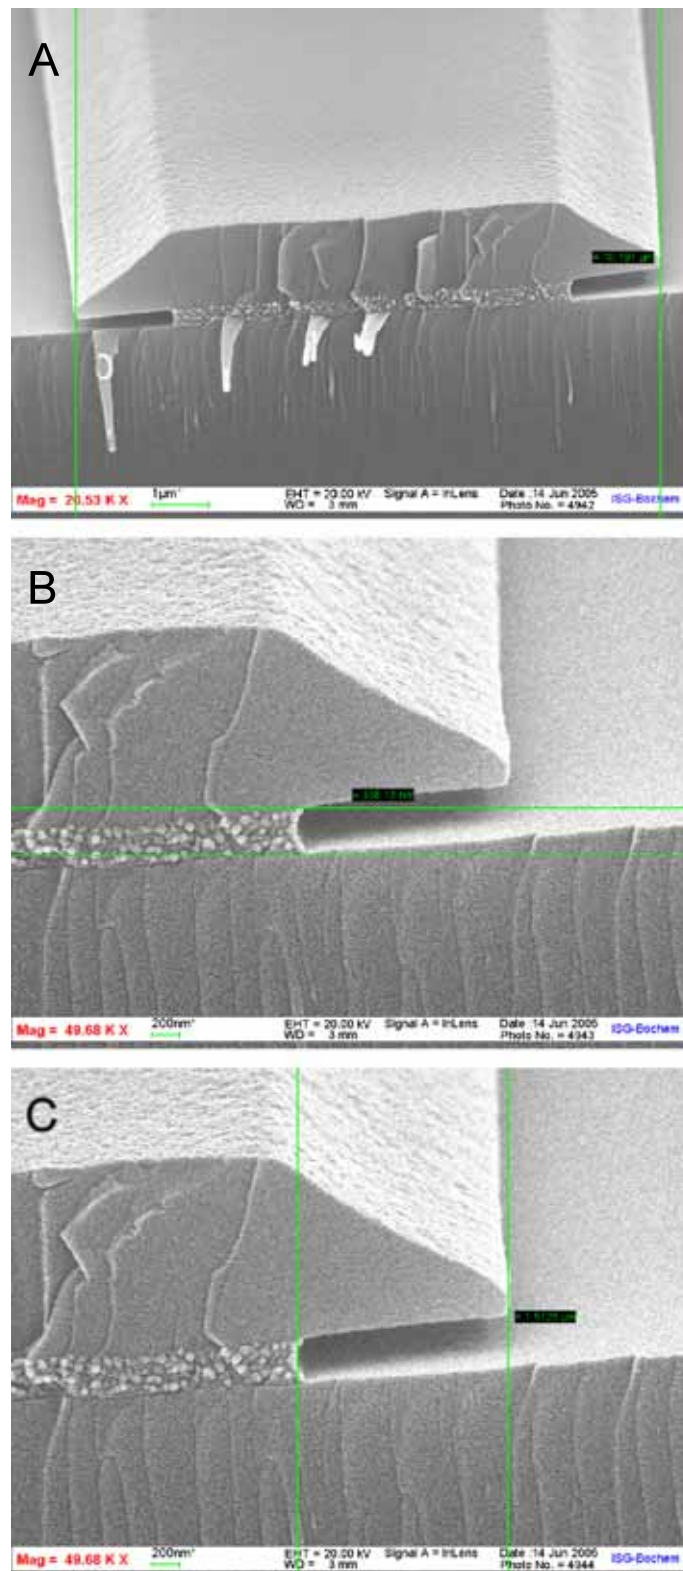 A
Mag = 20.53 K X
1µm*
EHT = 20.00 kV Signal A = InLens Date :14 Jun 2005
WD = 3 mm Photo No. = 4942
ISG-Bochem
B
Mag = 49.68 K X
200nm*
EHT = 20.00 kV Signal A = InLens Date :14 Jun 2005
WD = 3 mm Photo No. = 4943
ISG-Bochem
C
Mag = 49.68 K X
200nm*
EHT = 20.00 kV Signal A = InLens Date :14 Jun 2005
WD = 3 mm Photo No. = 4944
ISG-Bochem